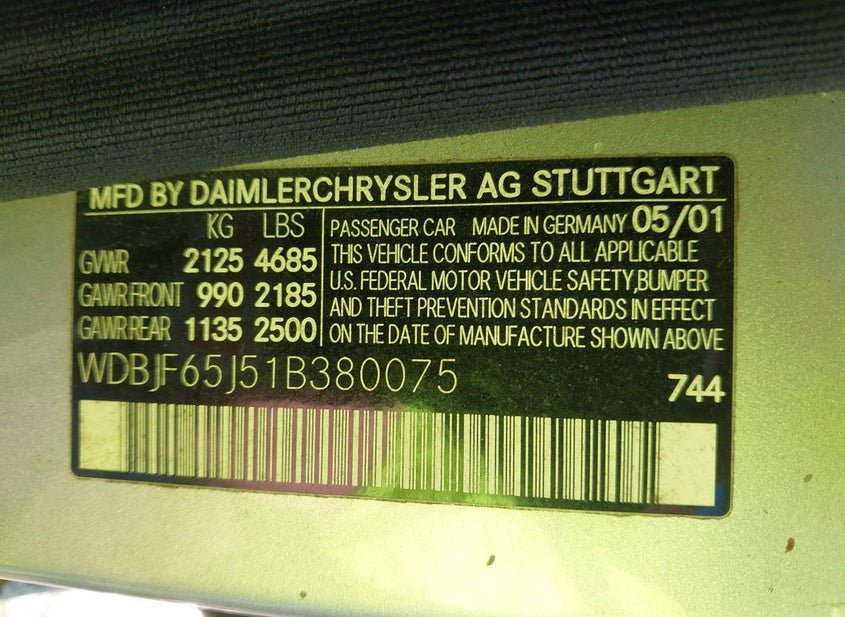 MFD BY DAIMLERCHRYSLER AG STUTTGART
KG LBS
GVWR 2125 4685
GAWR FRONT 990 2185
GAWR REAR 1135 2500
PASSENGER CAR MADE IN GERMANY 05/01
THIS VEHICLE CONFORMS TO ALL APPLICABLE
U.S. FEDERAL MOTOR VEHICLE SAFETY,BUMPER
AND THEFT PREVENTION STANDARDS IN EFFECT
ON THE DATE OF MANUFACTURE SHOWN ABOVE
WDBJF65J51B380075
744